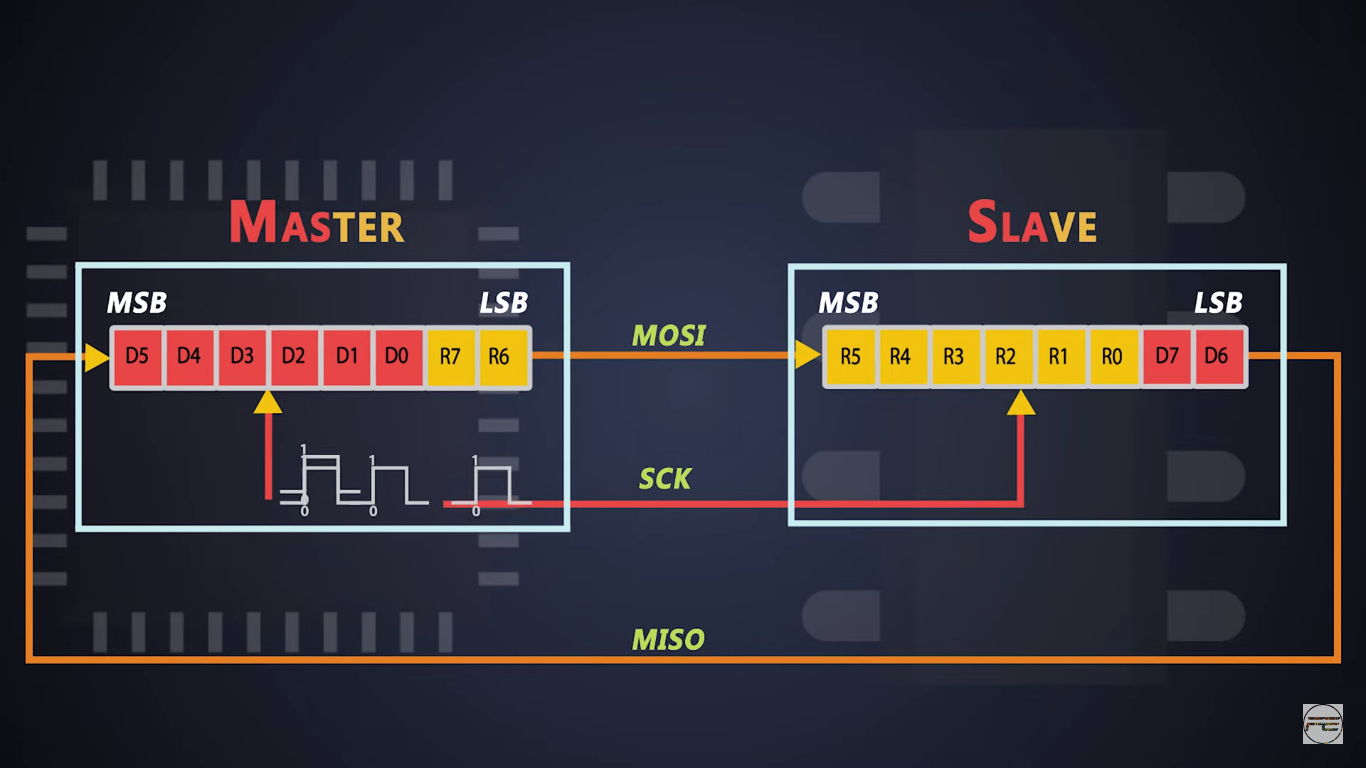 MASTER
SLAVE
MSB
LSB
MOSI
MSB
LSB
D5 D4 D3 D2 D1 D0 R7 R6
R5 R4 R3 R2 R1 R0 D7 D6
1 1 1
0
0 0 0
SCK
MISO